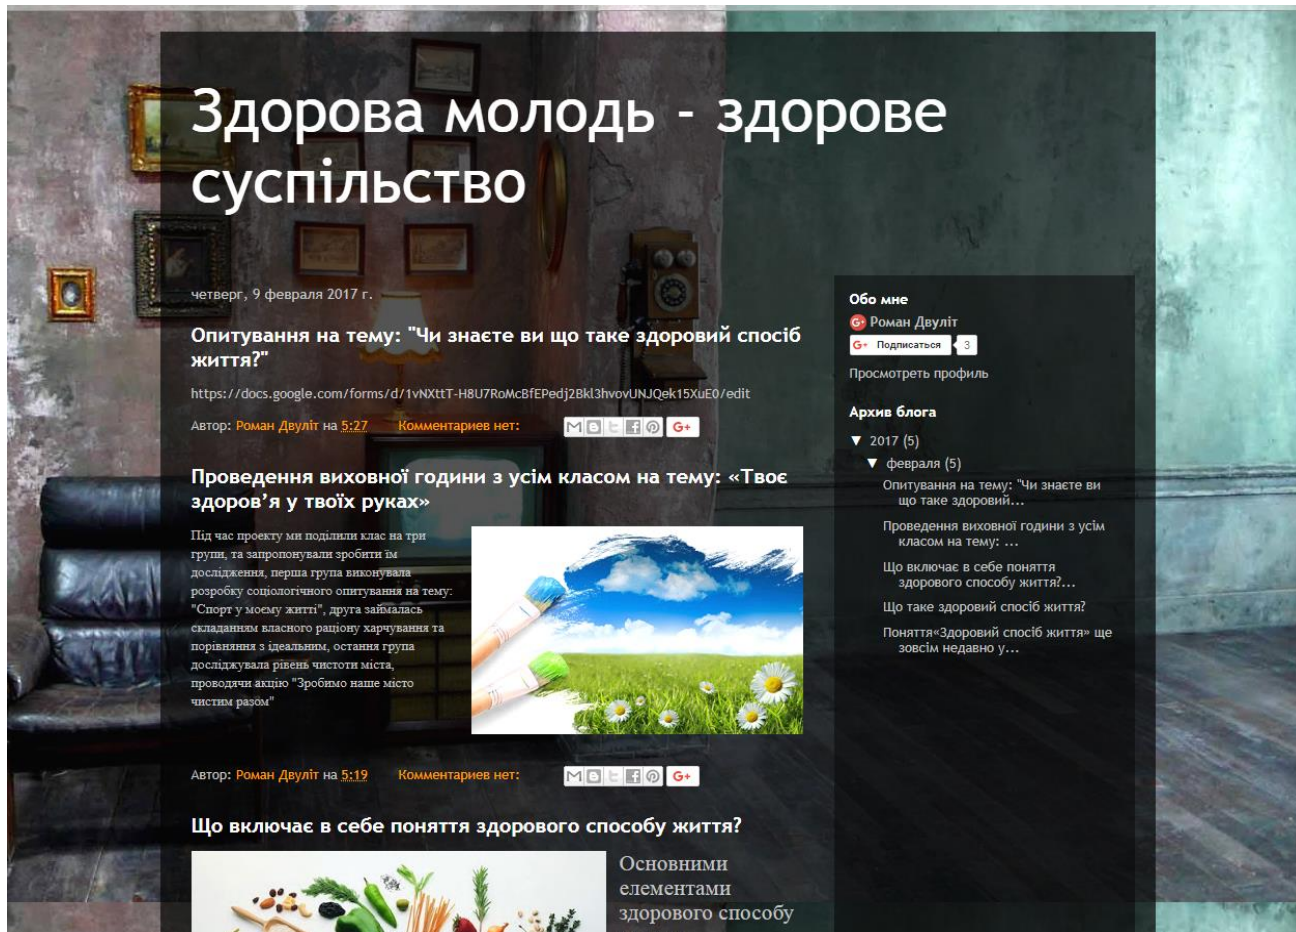 Здорова молодь - здорове
суспільство
четверг, 9 февраля 2017 г.
Опитування на тему: "Чи знаєте ви що таке здоровий спосіб
життя?"
https://docs.google.com/forms/d/1vNXttT-H8U7RoMcBfEPedj2Bkl3hvovUNJQek15XuE0/edit
Автор: Роман Двуліт на 5:27 Комментариев нет:
Проведення виховної години з усім класом на тему: «Твоє
здоров’я у твоїх руках»
Під час проекту ми поділили клас на три
групи, та запропонували зробити їм
дослідження, перша група виконувала
розробку соціологічного опитування на тему:
"Спорт у моєму житті", друга займалась
складанням власного раціону харчування та
порівняння з ідеальним, остання група
досліджувала рівень чистоти міста,
проводячи акцію "Зробимо наше місто
чистим разом"
Автор: Роман Двуліт на 5:19 Комментариев нет:
Що включає в себе поняття здорового способу життя?
Основними
елементами
здорового способу
Обо мне
Роман Двуліт
G+ Подписаться 3
Просмотреть профиль
Архив блога
▼ 2017 (5)
▼ февраля (5)
Опитування на тему: "Чи знаєте ви
що таке здоровий...
Проведення виховної години з усім
класом на тему: ...
Що включає в себе поняття
здорового способу життя?...
Що таке здоровий спосіб життя?
Поняття«Здоровий спосіб життя» ще
зовсім недавно у...